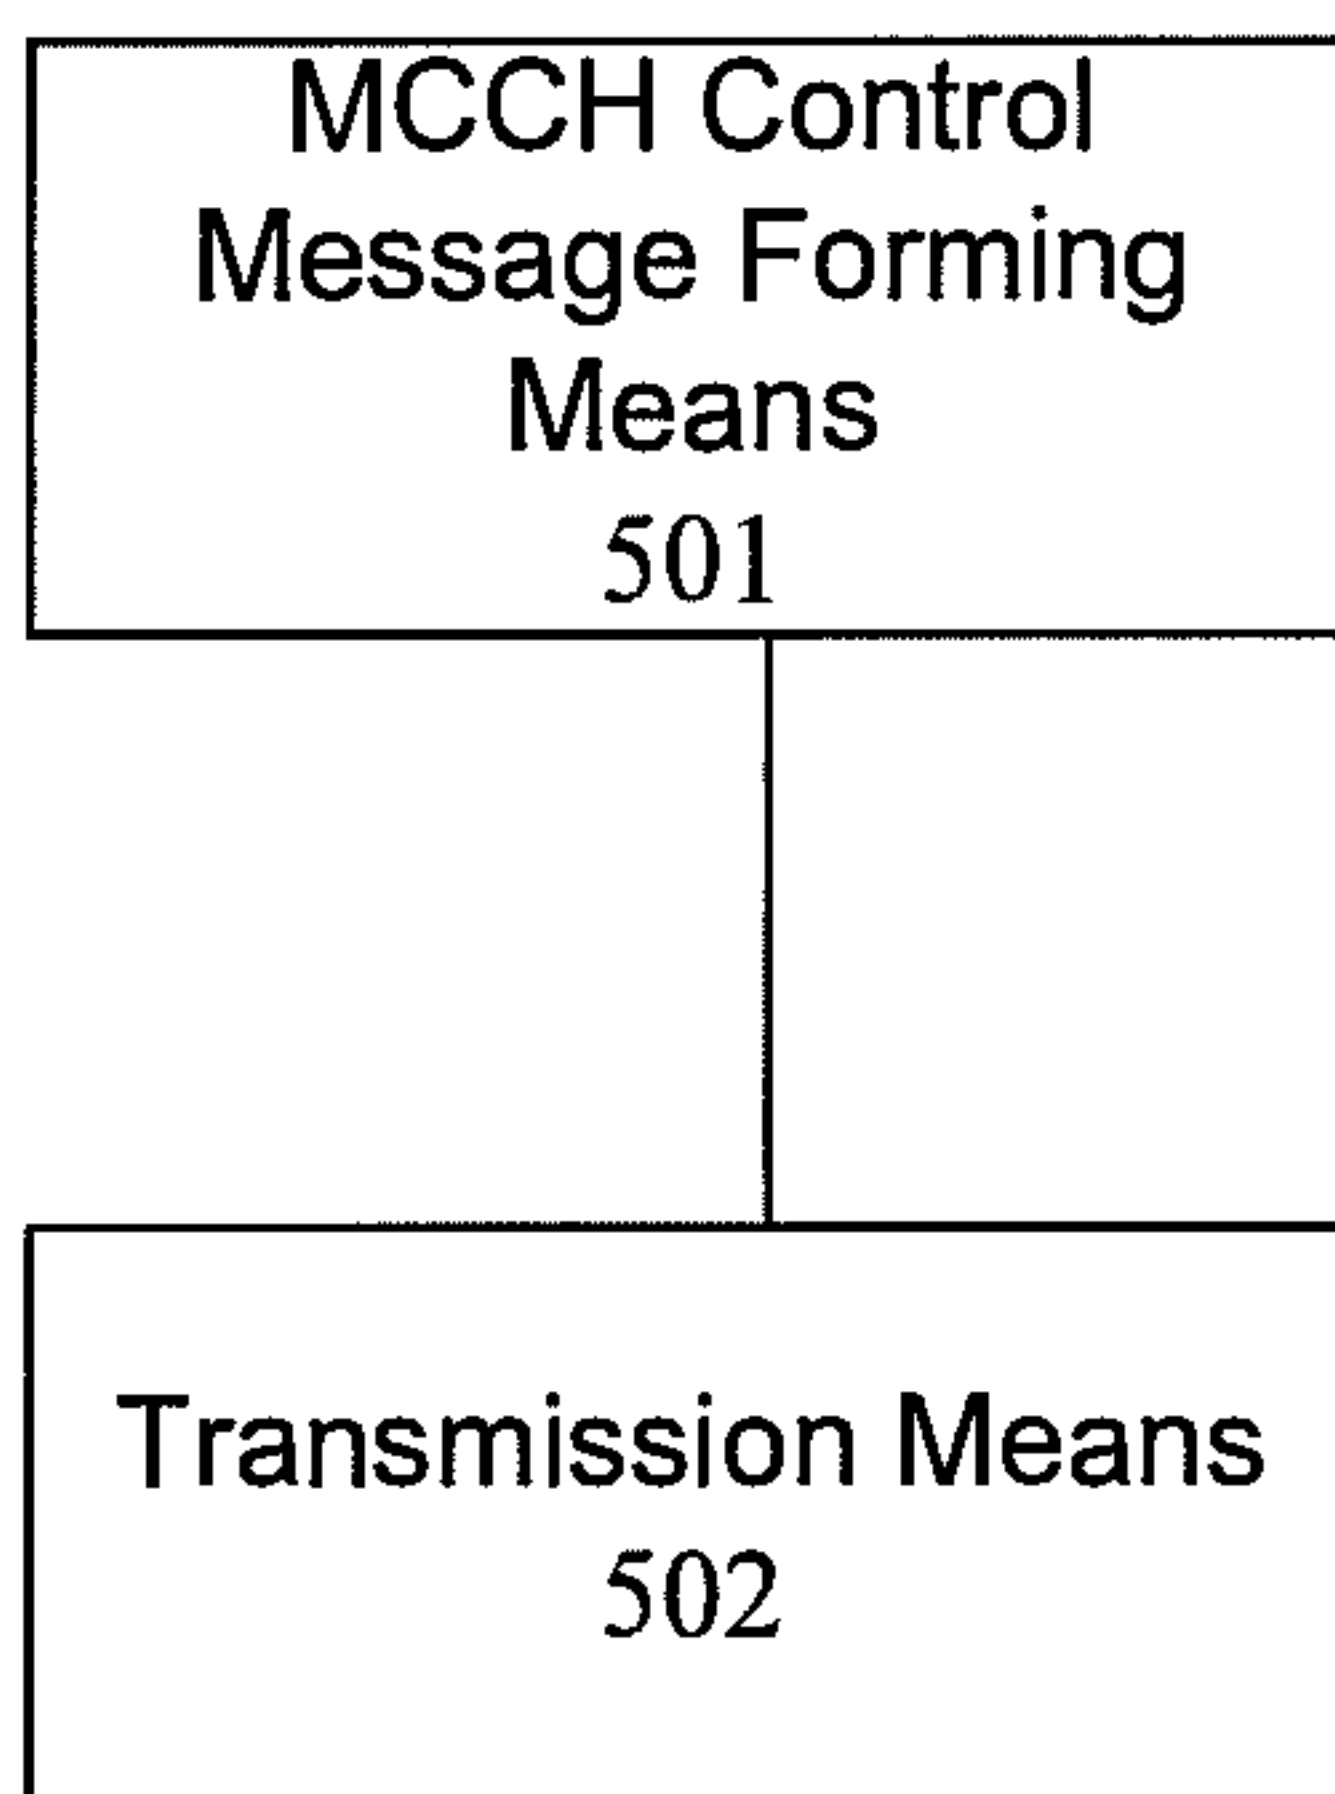 MCCH Control
Message Forming
Means
501
Transmission Means
502